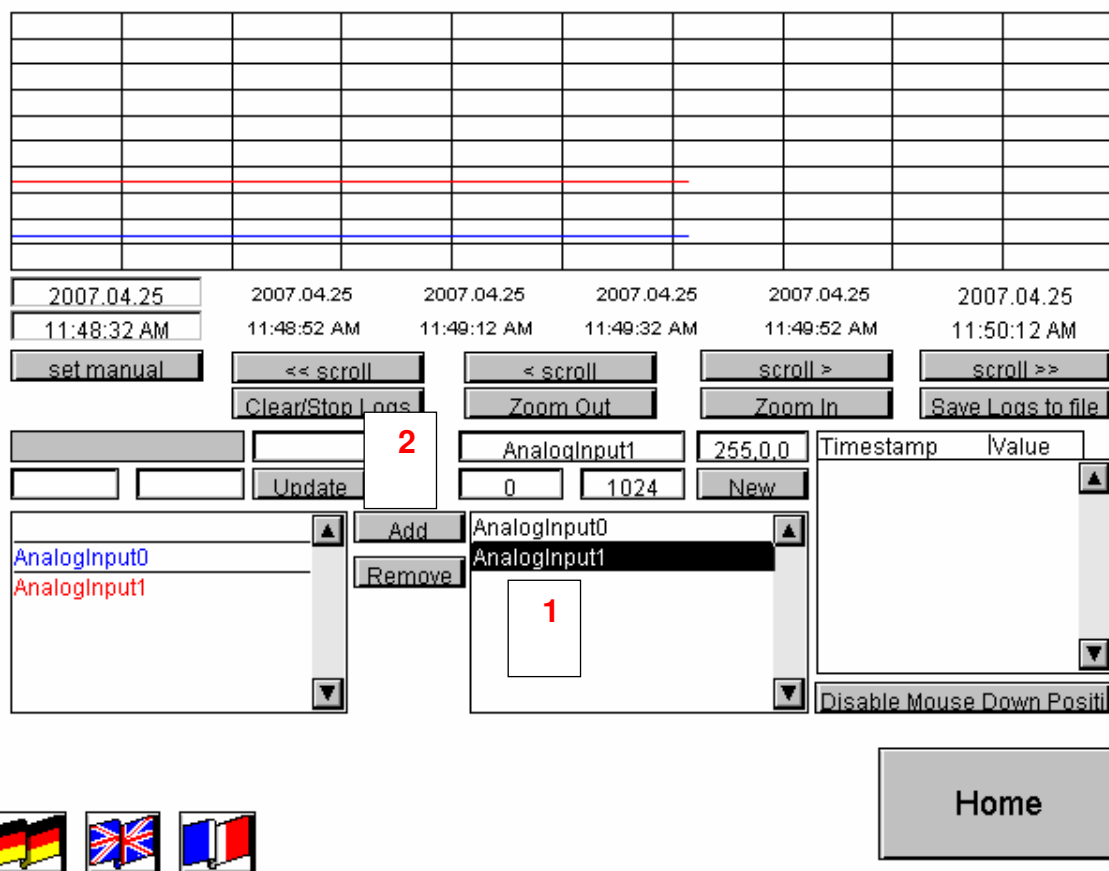 2007.04.25 2007.04.25 2007.04.25 2007.04.25 2007.04.25 2007.04.25
11:48:32 AM 11:48:52 AM 11:49:12 AM 11:49:32 AM 11:49:52 AM 11:50:12 AM
set manual << scroll < scroll scroll > scroll >>
Clear/Stop Logs Zoom Out Zoom In Save Logs to file
2 AnalogInput1 255,0,0 Timestamp Value
Update 0 1024 New
Add AnalogInput0
AnalogInput0 AnalogInput1
AnalogInput1 Remove
1
Disable Mouse Down Positi
Home